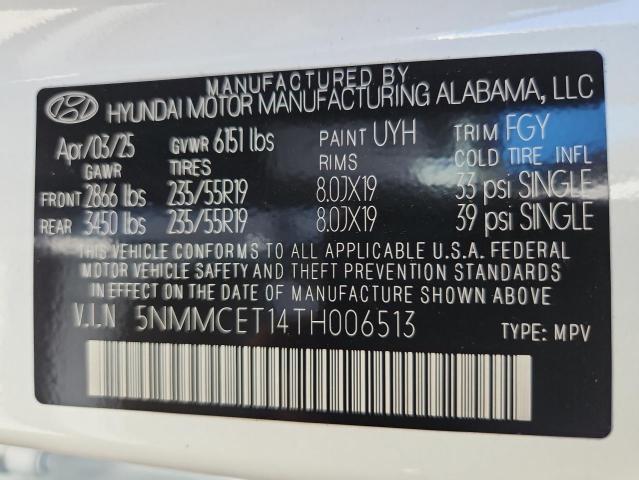 MANUFACTURED BY
HYUNDAI MOTOR MANUFACTURING ALABAMA, LLC
Apr/03/25 GVWR 6151 lbs PAINT UYH TRIM FGY
GAWR TIRES RIMS COLD TIRE INFL
FRONT 2866 lbs 235/55R19 8.0JX19 33 psi SINGLE
REAR 3450 lbs 235/55R19 8.0JX19 39 psi SINGLE
THIS VEHICLE CONFORMS TO ALL APPLICABLE U.S.A. FEDERAL
MOTOR VEHICLE SAFETY AND THEFT PREVENTION STANDARDS
IN EFFECT ON THE DATE OF MANUFACTURE SHOWN ABOVE.
V.I.N 5NMMCET14TH006513 TYPE: MPV